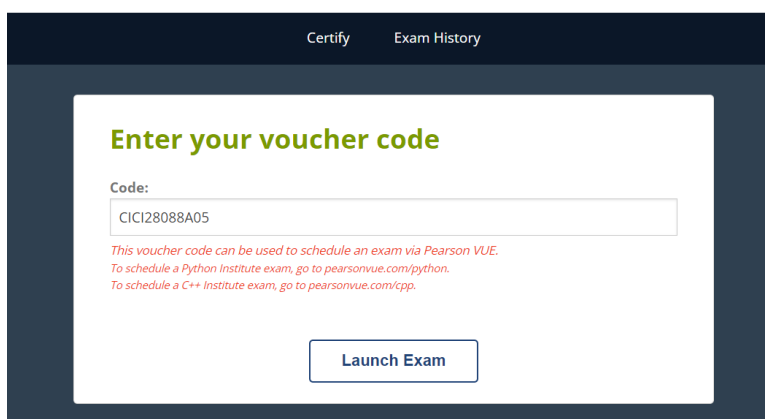 Certify Exam History
Enter your voucher code
Code:
CICI28088A05
This voucher code can be used to schedule an exam via Pearson VUE.
To schedule a Python Institute exam, go to pearsonvue.com/python.
To schedule a C++ Institute exam, go to pearsonvue.com/cpp.
Launch Exam